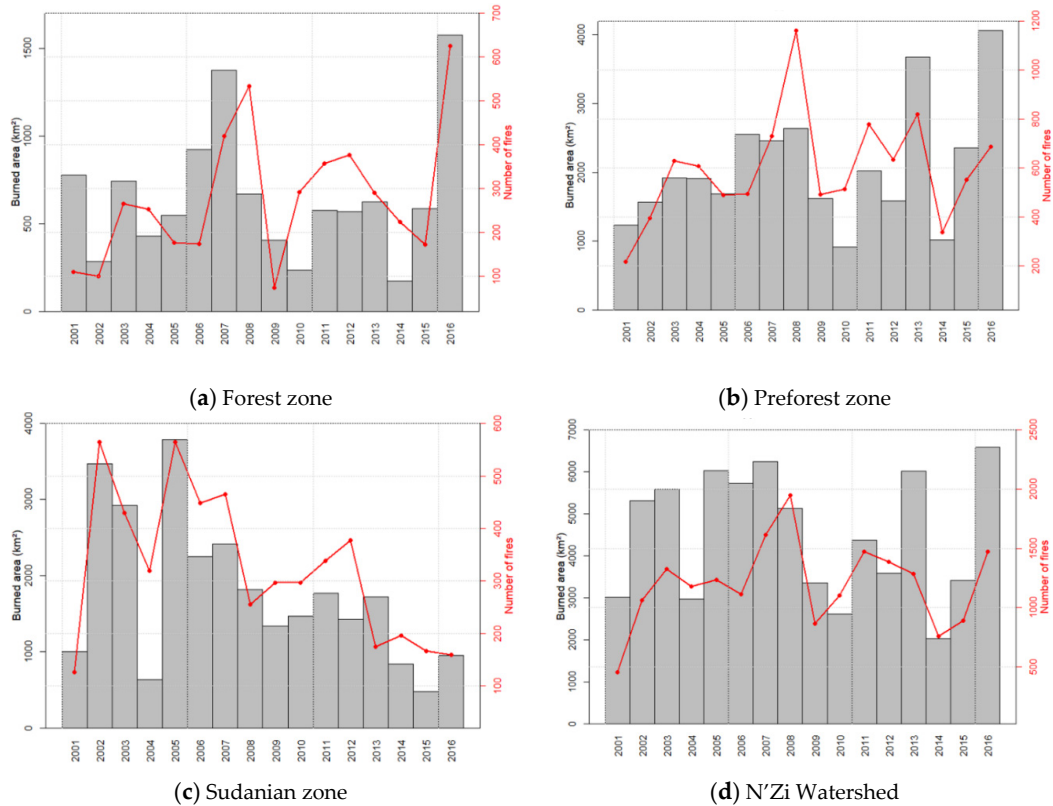 Burned area (km²)
0 500 1000 1500
100 200 300 400 500 600 700
Number of fires
2001 2002 2003 2004 2005 2006 2007 2008 2009 2010 2011 2012 2013 2014 2015 2016
(a) Forest zone
Burned area (km²)
0 1000 2000 3000 4000
200 400 600 800 1000 1200
Number of fires
2001 2002 2003 2004 2005 2006 2007 2008 2009 2010 2011 2012 2013 2014 2015 2016
(b) Preforest zone
Burned area (km²)
0 1000 2000 3000 4000
100 200 300 400 500 600
Number of fires
2001 2002 2003 2004 2005 2006 2007 2008 2009 2010 2011 2012 2013 2014 2015 2016
(c) Sudanian zone
Burned area (km²)
0 1000 2000 3000 4000 5000 6000 7000
500 1000 1500 2000 2500
Number of fires
2001 2002 2003 2004 2005 2006 2007 2008 2009 2010 2011 2012 2013 2014 2015 2016
(d) N’Zi Watershed